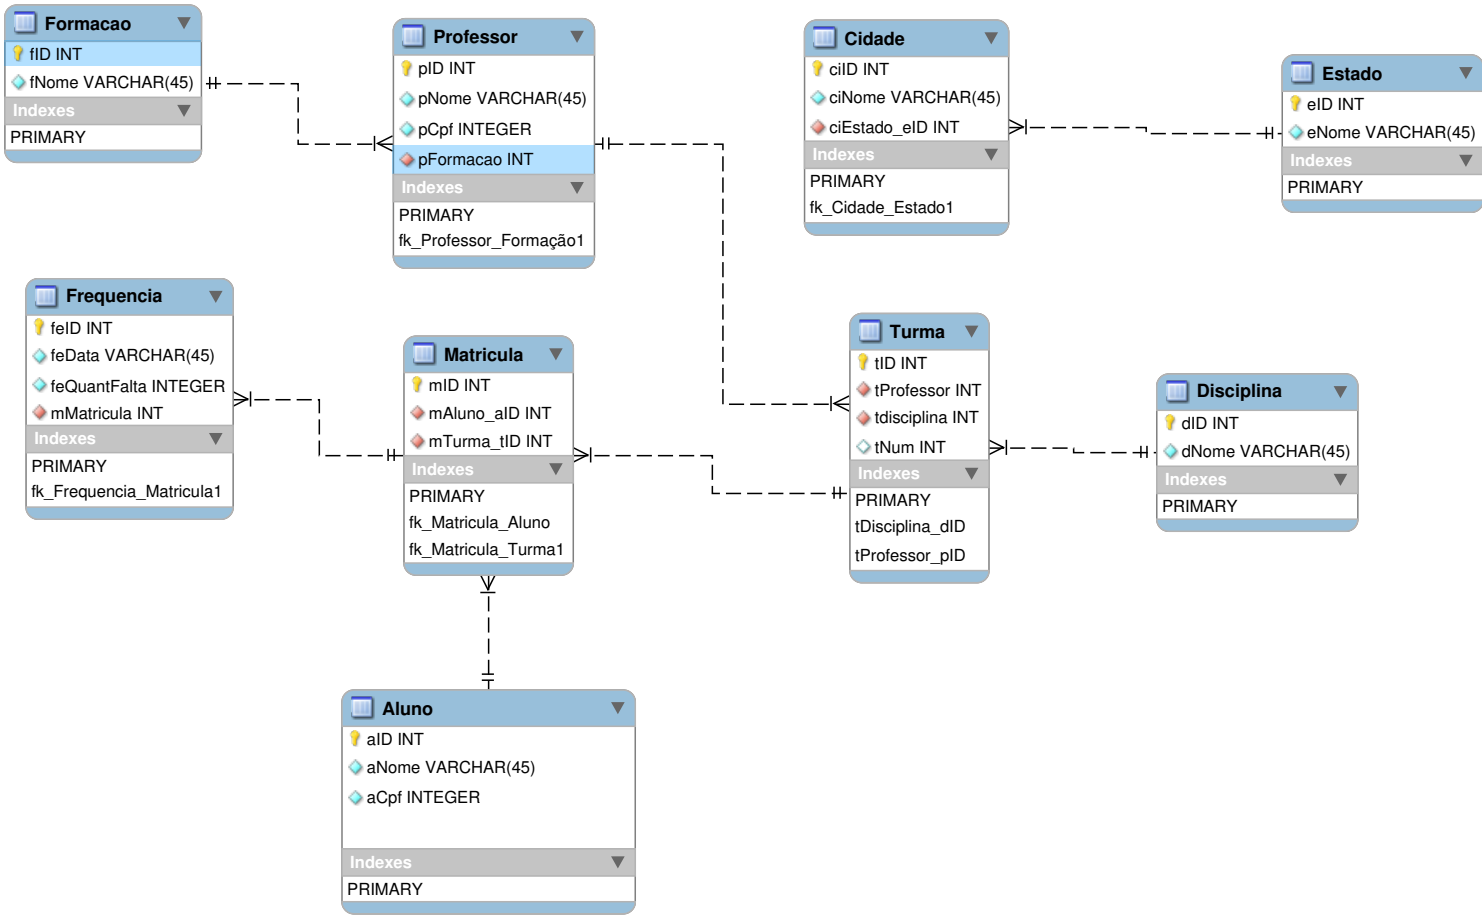 Formacao
fID INT
fNome VARCHAR(45)
Indexes
PRIMARY
Professor
pID INT
pNome VARCHAR(45)
pCpf INTEGER
pFormacao INT
Indexes
PRIMARY
fk_Professor_Formação1
Cidade
ciID INT
ciNome VARCHAR(45)
ciEstado_eID INT
Indexes
PRIMARY
fk_Cidade_Estado1
Estado
eID INT
eNome VARCHAR(45)
Indexes
PRIMARY
Frequencia
feID INT
feData VARCHAR(45)
feQuantFalta INTEGER
mMatricula INT
Indexes
PRIMARY
fk_Frequencia_Matricula1
Matricula
mID INT
mAluno_aID INT
mTurma_tID INT
Indexes
PRIMARY
fk_Matricula_Aluno
fk_Matricula_Turma1
Turma
tID INT
tProfessor INT
tdisciplina INT
tNum INT
Indexes
PRIMARY
tDisciplina_dID
tProfessor_pID
Disciplina
dID INT
dNome VARCHAR(45)
Indexes
PRIMARY
Aluno
aID INT
aNome VARCHAR(45)
aCpf INTEGER
Indexes
PRIMARY